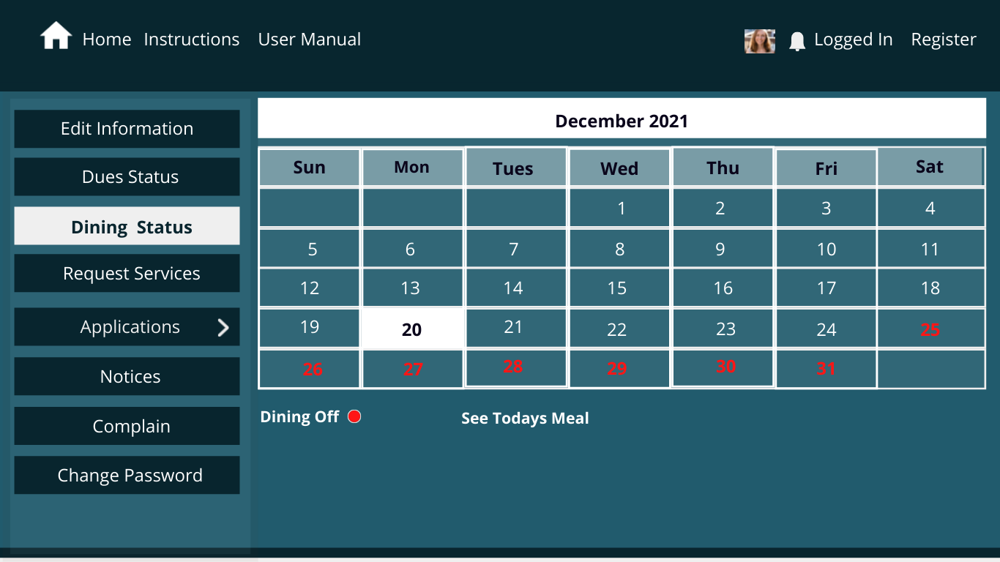 Home Instructions User Manual Logged In Register
Edit Information
Dues Status
Dining Status
Request Services
Applications
Notices
Complain
Change Password
December 2021
Sun Mon Tues Wed Thu Fri Sat
1 2 3 4
5 6 7 8 9 10 11
12 13 14 15 16 17 18
19 20 21 22 23 24 25
26 27 28 29 30 31
Dining Off See Todays Meal